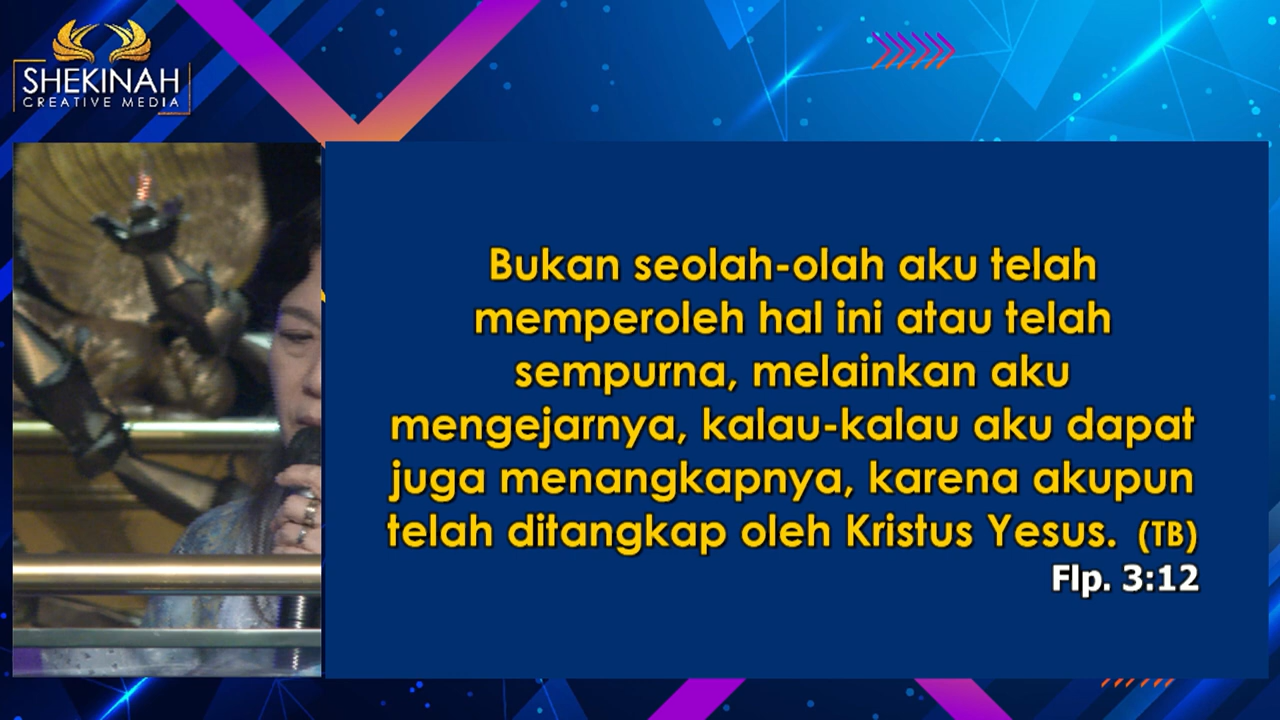 SHEKINAH
CREATIVE MEDIA
Bukan seolah-olah aku telah
memperoleh hal ini atau telah
sempurna, melainkan aku
mengejarnya, kalau-kalau aku dapat
juga menangkapnya, karena akupun
telah ditangkap oleh Kristus Yesus. (TB)
Flp. 3:12